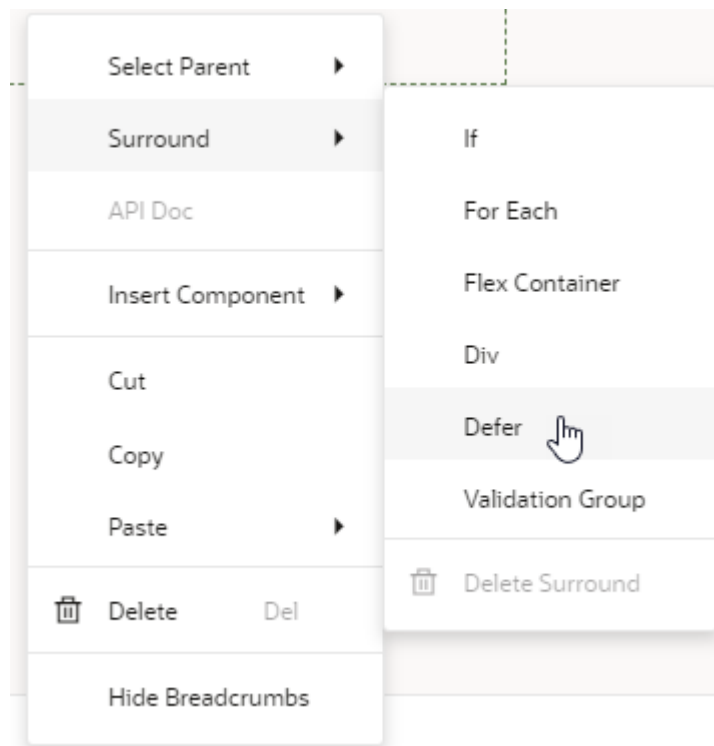 Select Parent
Surround
API Doc
Insert Component
Cut
Copy
Paste
Delete Del
Hide Breadcrumbs
If
For Each
Flex Container
Div
Defer
Validation Group
Delete Surround